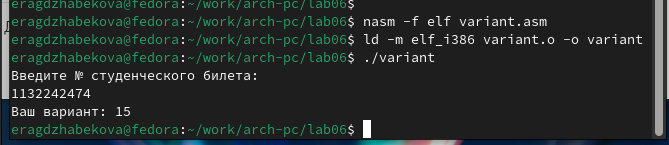 eragdzhabekova@fedora:~/work/arch-pc/lab06$
eragdzhabekova@fedora:~/work/arch-pc/lab06$ nasm -f elf variant.asm
eragdzhabekova@fedora:~/work/arch-pc/lab06$ ld -m elf_i386 variant.o -o variant
eragdzhabekova@fedora:~/work/arch-pc/lab06$ ./variant
Введите № студенческого билета:
1132242474
Ваш вариант: 15
eragdzhabekova@fedora:~/work/arch-pc/lab06$